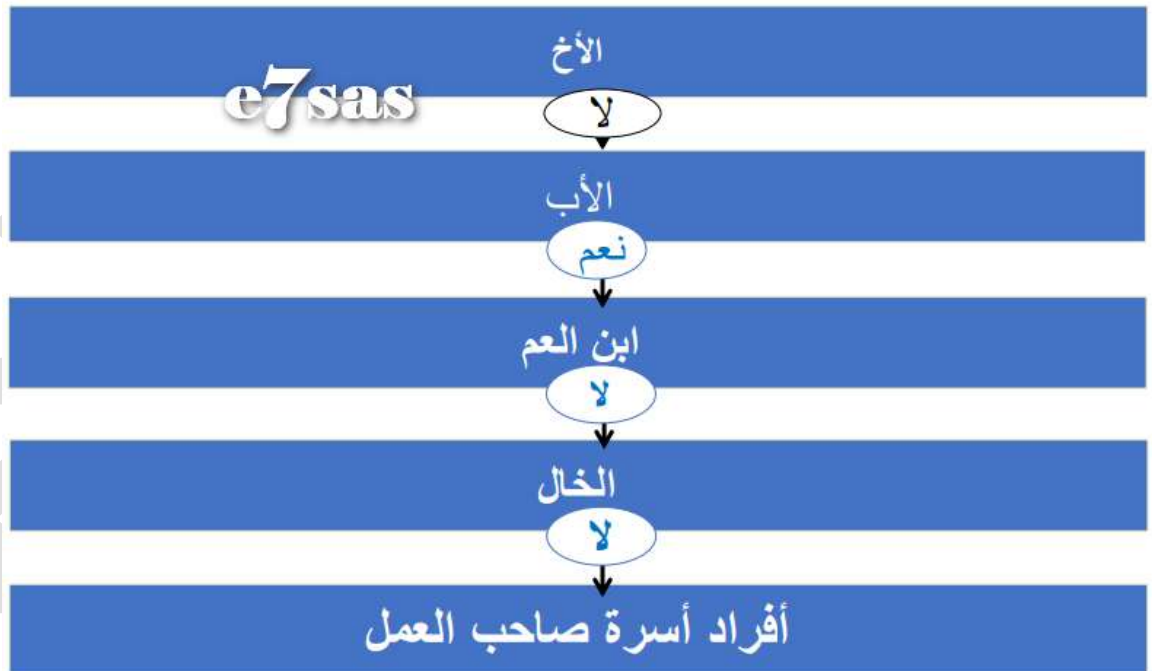 الأخ
e7sas
لا
الأب
نعم
ابن العم
لا
الخال
لا
أفراد أسرة صاحب العمل